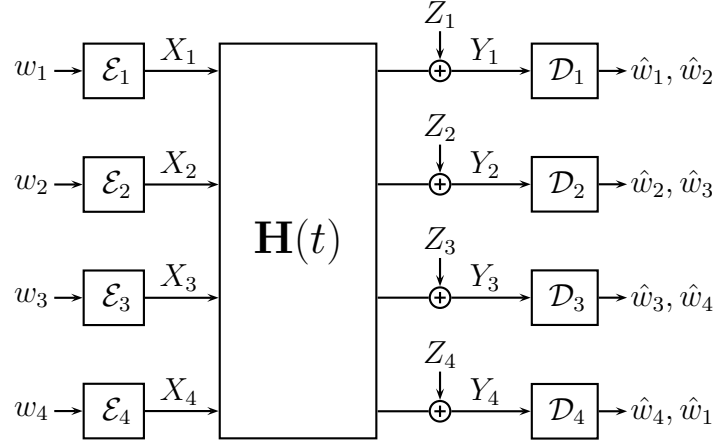 w₁ ℰ₁ X₁ Z₁ Y₁ 𝒟₁ ŵ₁, ŵ₂
w₂ ℰ₂ X₂ Z₂ Y₂ 𝒟₂ ŵ₂, ŵ₃
𝐇(t)
w₃ ℰ₃ X₃ Z₃ Y₃ 𝒟₃ ŵ₃, ŵ₄
w₄ ℰ₄ X₄ Z₄ Y₄ 𝒟₄ ŵ₄, ŵ₁